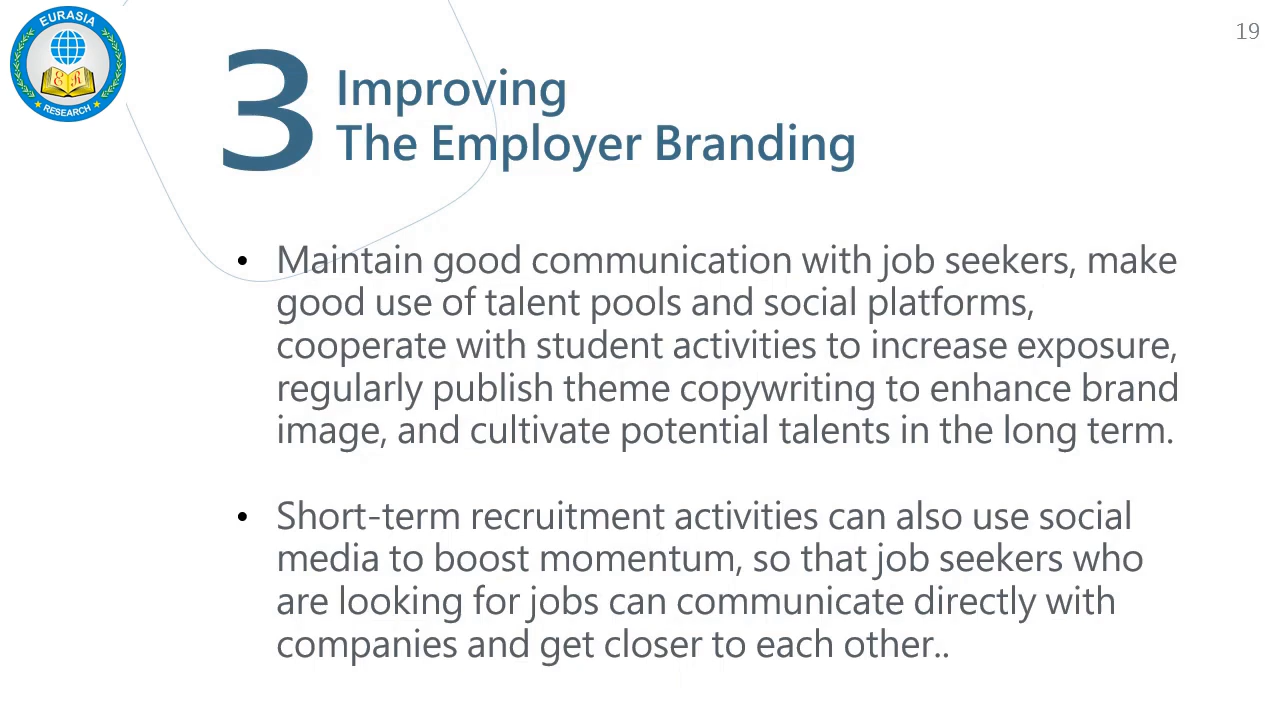 EURASIA
E R
RESEARCH
19
3
Improving
The Employer Branding
• Maintain good communication with job seekers, make
good use of talent pools and social platforms,
cooperate with student activities to increase exposure,
regularly publish theme copywriting to enhance brand
image, and cultivate potential talents in the long term.
• Short-term recruitment activities can also use social
media to boost momentum, so that job seekers who
are looking for jobs can communicate directly with
companies and get closer to each other..